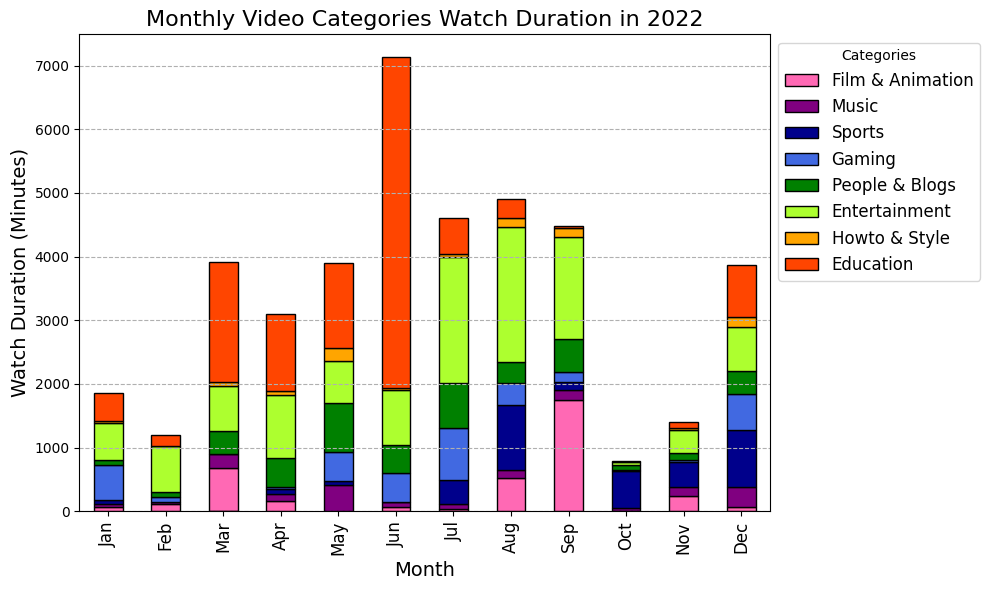 Monthly Video Categories Watch Duration in 2022
Watch Duration (Minutes)
7000
6000
5000
4000
3000
2000
1000
0
Jan
Feb
Mar
Apr
May
Jun
Jul
Aug
Sep
Oct
Nov
Dec
Month
Categories
Film & Animation
Music
Sports
Gaming
People & Blogs
Entertainment
Howto & Style
Education